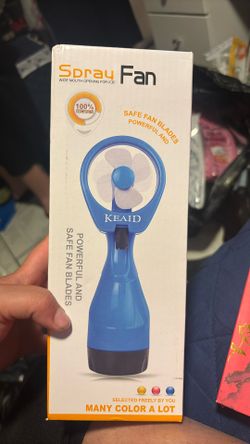 Spray Fan
WIDE MOUTH OPENING FOR ICE
100%
SAFE FAN BLADES
POWERFUL AND
KEAID
POWERFUL AND
SAFE FAN BLADES
SELECTED FREELY BY YOU
MANY COLOR A LOT